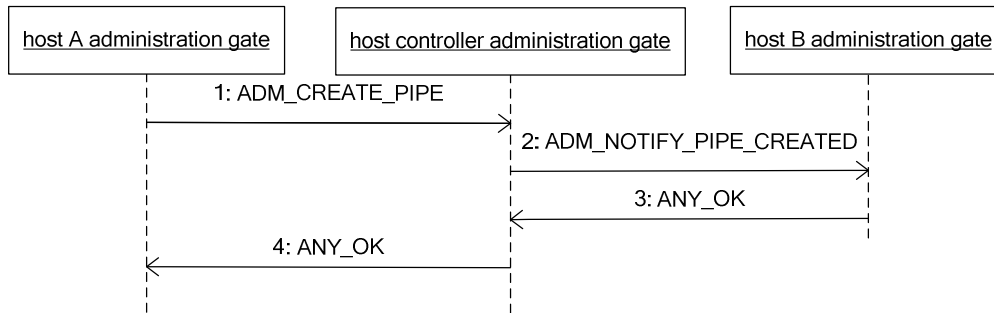 host A administration gate
host controller administration gate
host B administration gate
1: ADM_CREATE_PIPE
2: ADM_NOTIFY_PIPE_CREATED
3: ANY_OK
4: ANY_OK